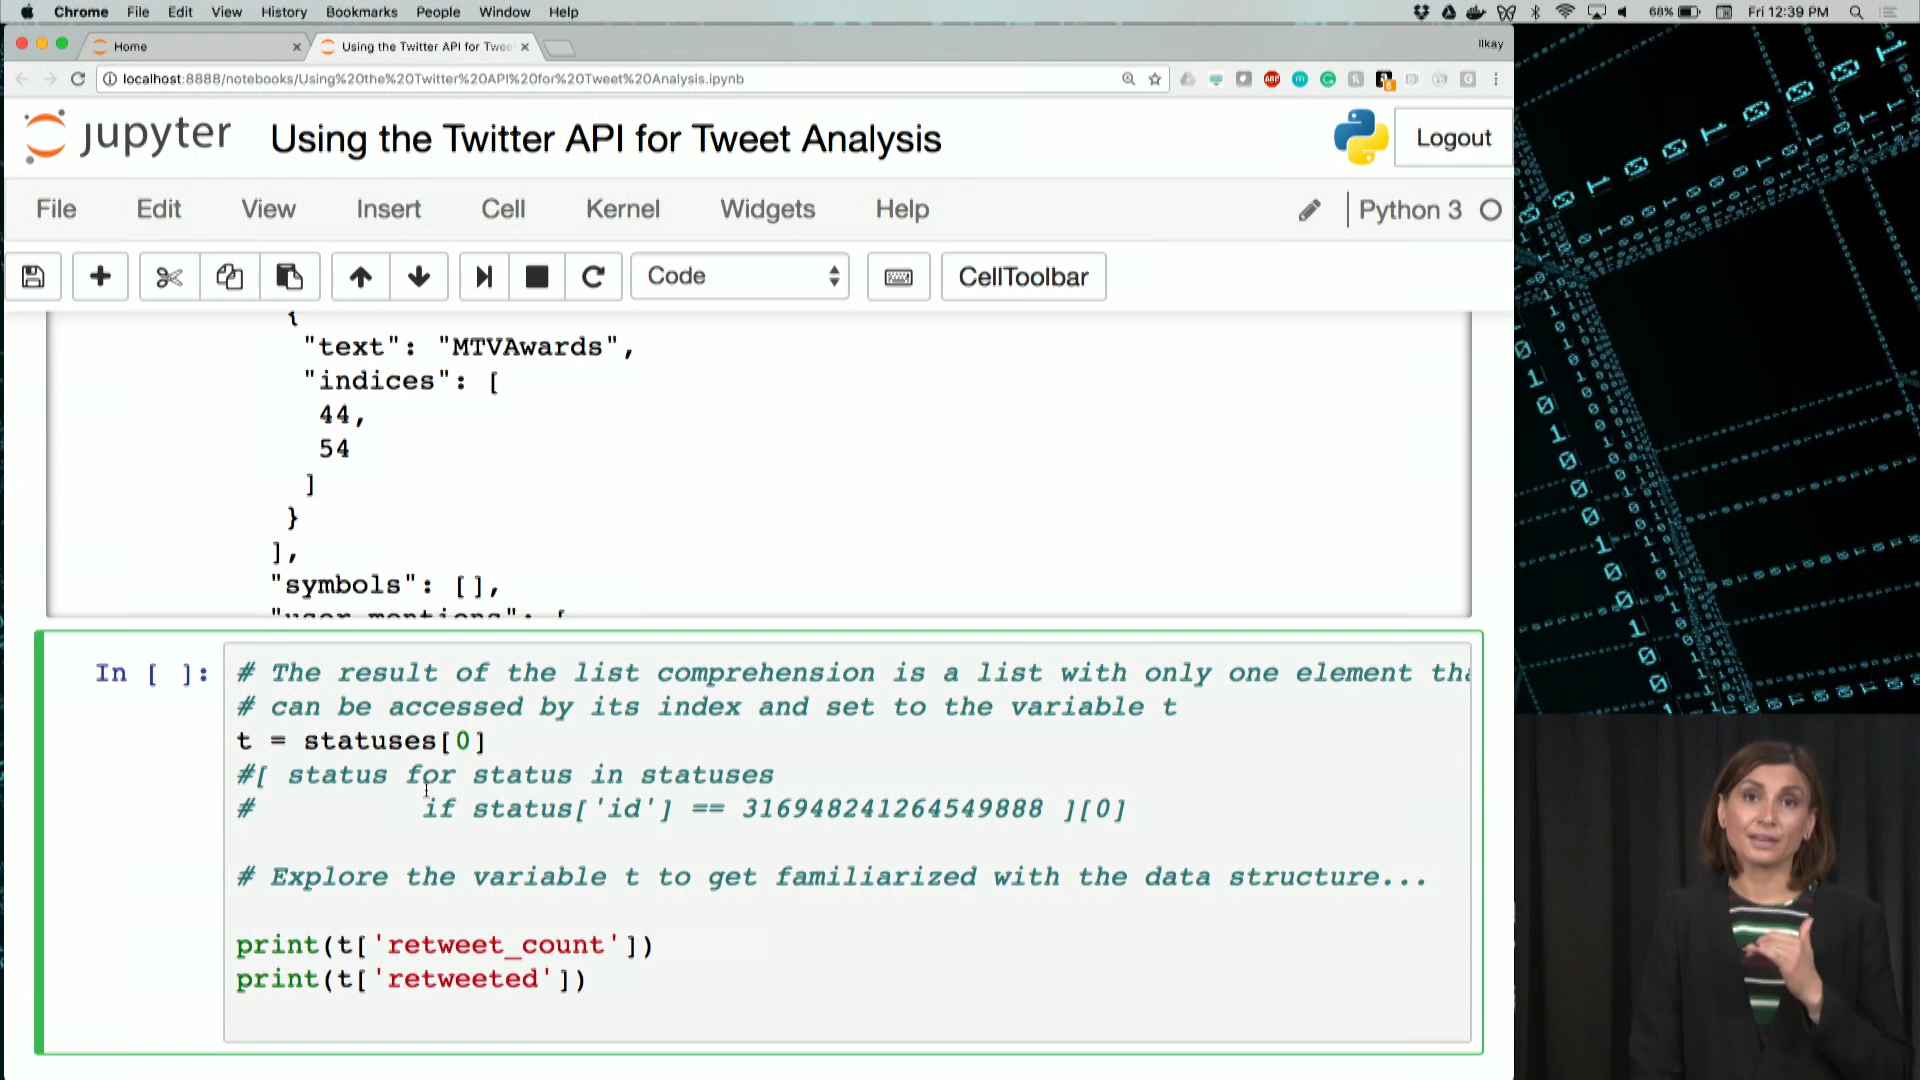 Chrome File Edit View History Bookmarks People Window Help
68% Fri 12:39 PM
Home
Using the Twitter API for Twee
Ilkay
localhost:8888/notebooks/Using%20the%20Twitter%20API%20for%20Tweet%20Analysis.ipynb
ABP
jupyter Using the Twitter API for Tweet Analysis
Logout
File Edit View Insert Cell Kernel Widgets Help
Python 3
Code
CellToolbar
{
"text": "MTVAwards",
"indices": [
44,
54
]
}
],
"symbols": [],
"user_mentions": [
In [ ]:
# The result of the list comprehension is a list with only one element tha
# can be accessed by its index and set to the variable t
t = statuses[0]
#[ status for status in statuses
# if status['id'] == 316948241264549888 ][0]
# Explore the variable t to get familiarized with the data structure...
print(t['retweet_count'])
print(t['retweeted'])